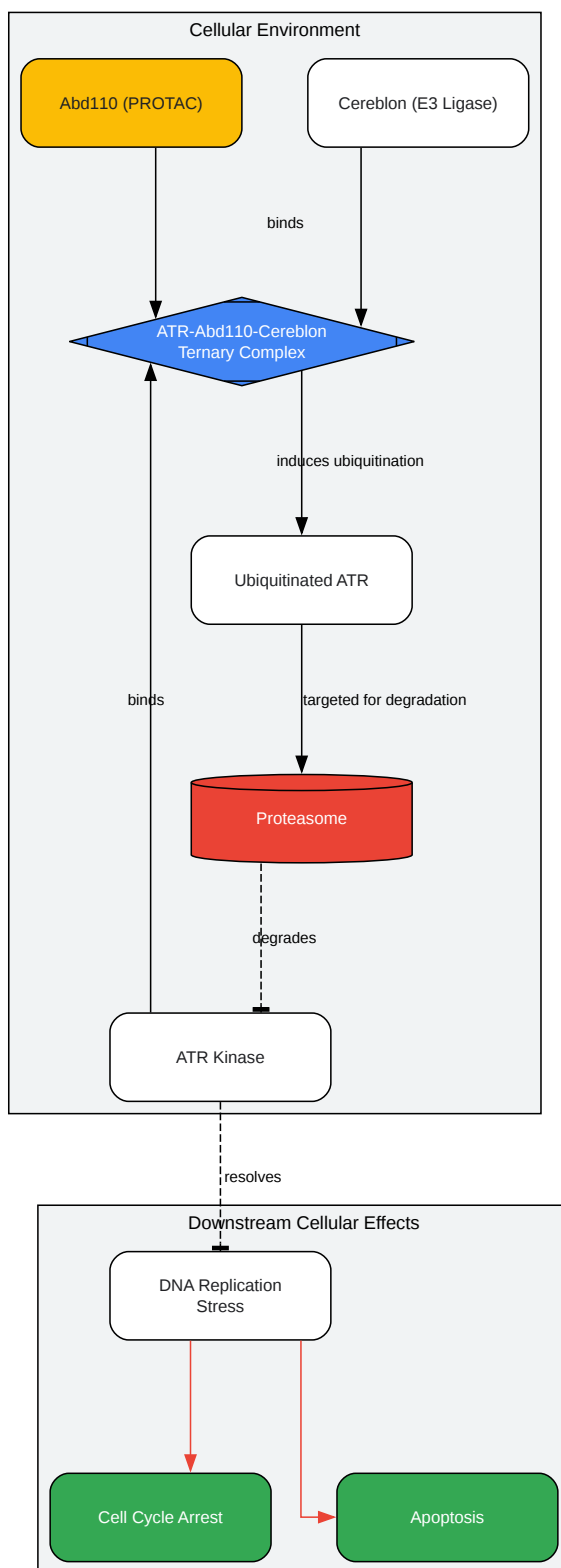 Cellular Environment
Abd110 (PROTAC)
Cereblon (E3 Ligase)
binds
ATR-Abd110-Cereblon
Ternary Complex
induces ubiquitination
Ubiquitinated ATR
binds
targeted for degradation
Proteasome
degrades
ATR Kinase
resolves
Downstream Cellular Effects
DNA Replication
Stress
Cell Cycle Arrest
Apoptosis